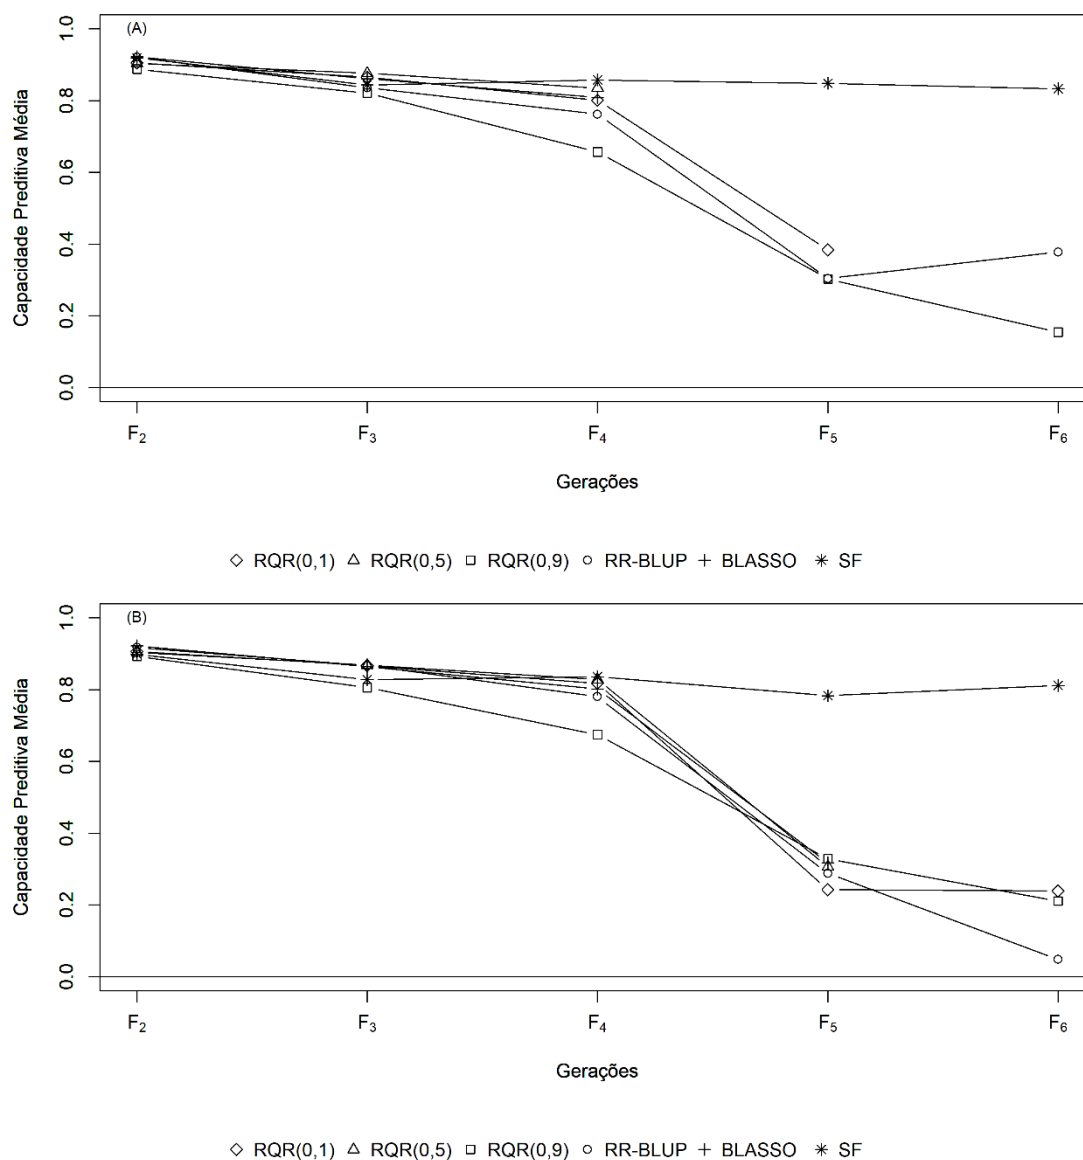 (A)
1.0
0.8
0.6
0.4
0.2
0.0
Capacidade Preditiva Média
F2 F3 F4 F5 F6
Gerações
RQR(0,1) RQR(0,5) RQR(0,9) RR-BLUP BLASSO SF
(B)
1.0
0.8
0.6
0.4
0.2
0.0
Capacidade Preditiva Média
F2 F3 F4 F5 F6
Gerações
RQR(0,1) RQR(0,5) RQR(0,9) RR-BLUP BLASSO SF